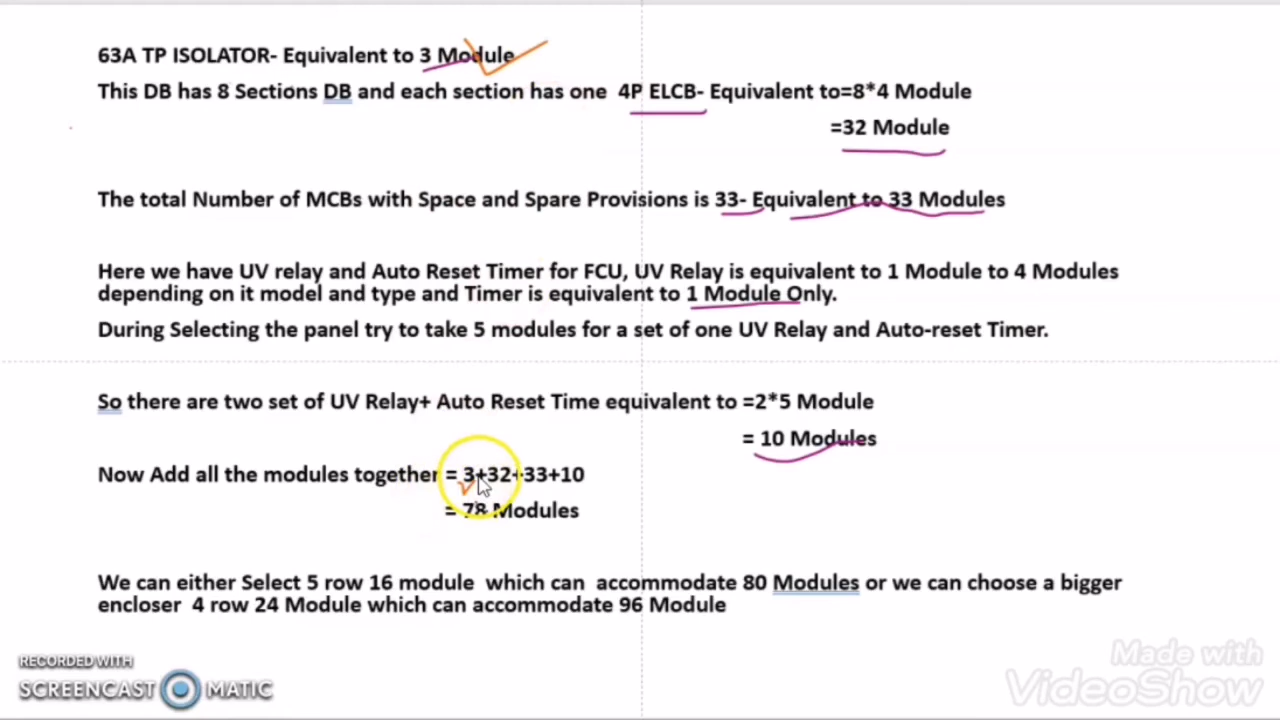 63A TP ISOLATOR- Equivalent to 3 Module
This DB has 8 Sections DB and each section has one 4P ELCB- Equivalent to=8*4 Module
=32 Module
The total Number of MCBs with Space and Spare Provisions is 33- Equivalent to 33 Modules
Here we have UV relay and Auto Reset Timer for FCU, UV Relay is equivalent to 1 Module to 4 Modules
depending on it model and type and Timer is equivalent to 1 Module Only.
During Selecting the panel try to take 5 modules for a set of one UV Relay and Auto-reset Timer.
So there are two set of UV Relay+ Auto Reset Time equivalent to =2*5 Module
= 10 Modules
Now Add all the modules together = 3+32+33+10
= 78 Modules
We can either Select 5 row 16 module which can accommodate 80 Modules or we can choose a bigger
encloser 4 row 24 Module which can accommodate 96 Module
RECORDED WITH
SCREENCAST MATIC
Made with
VideoShow